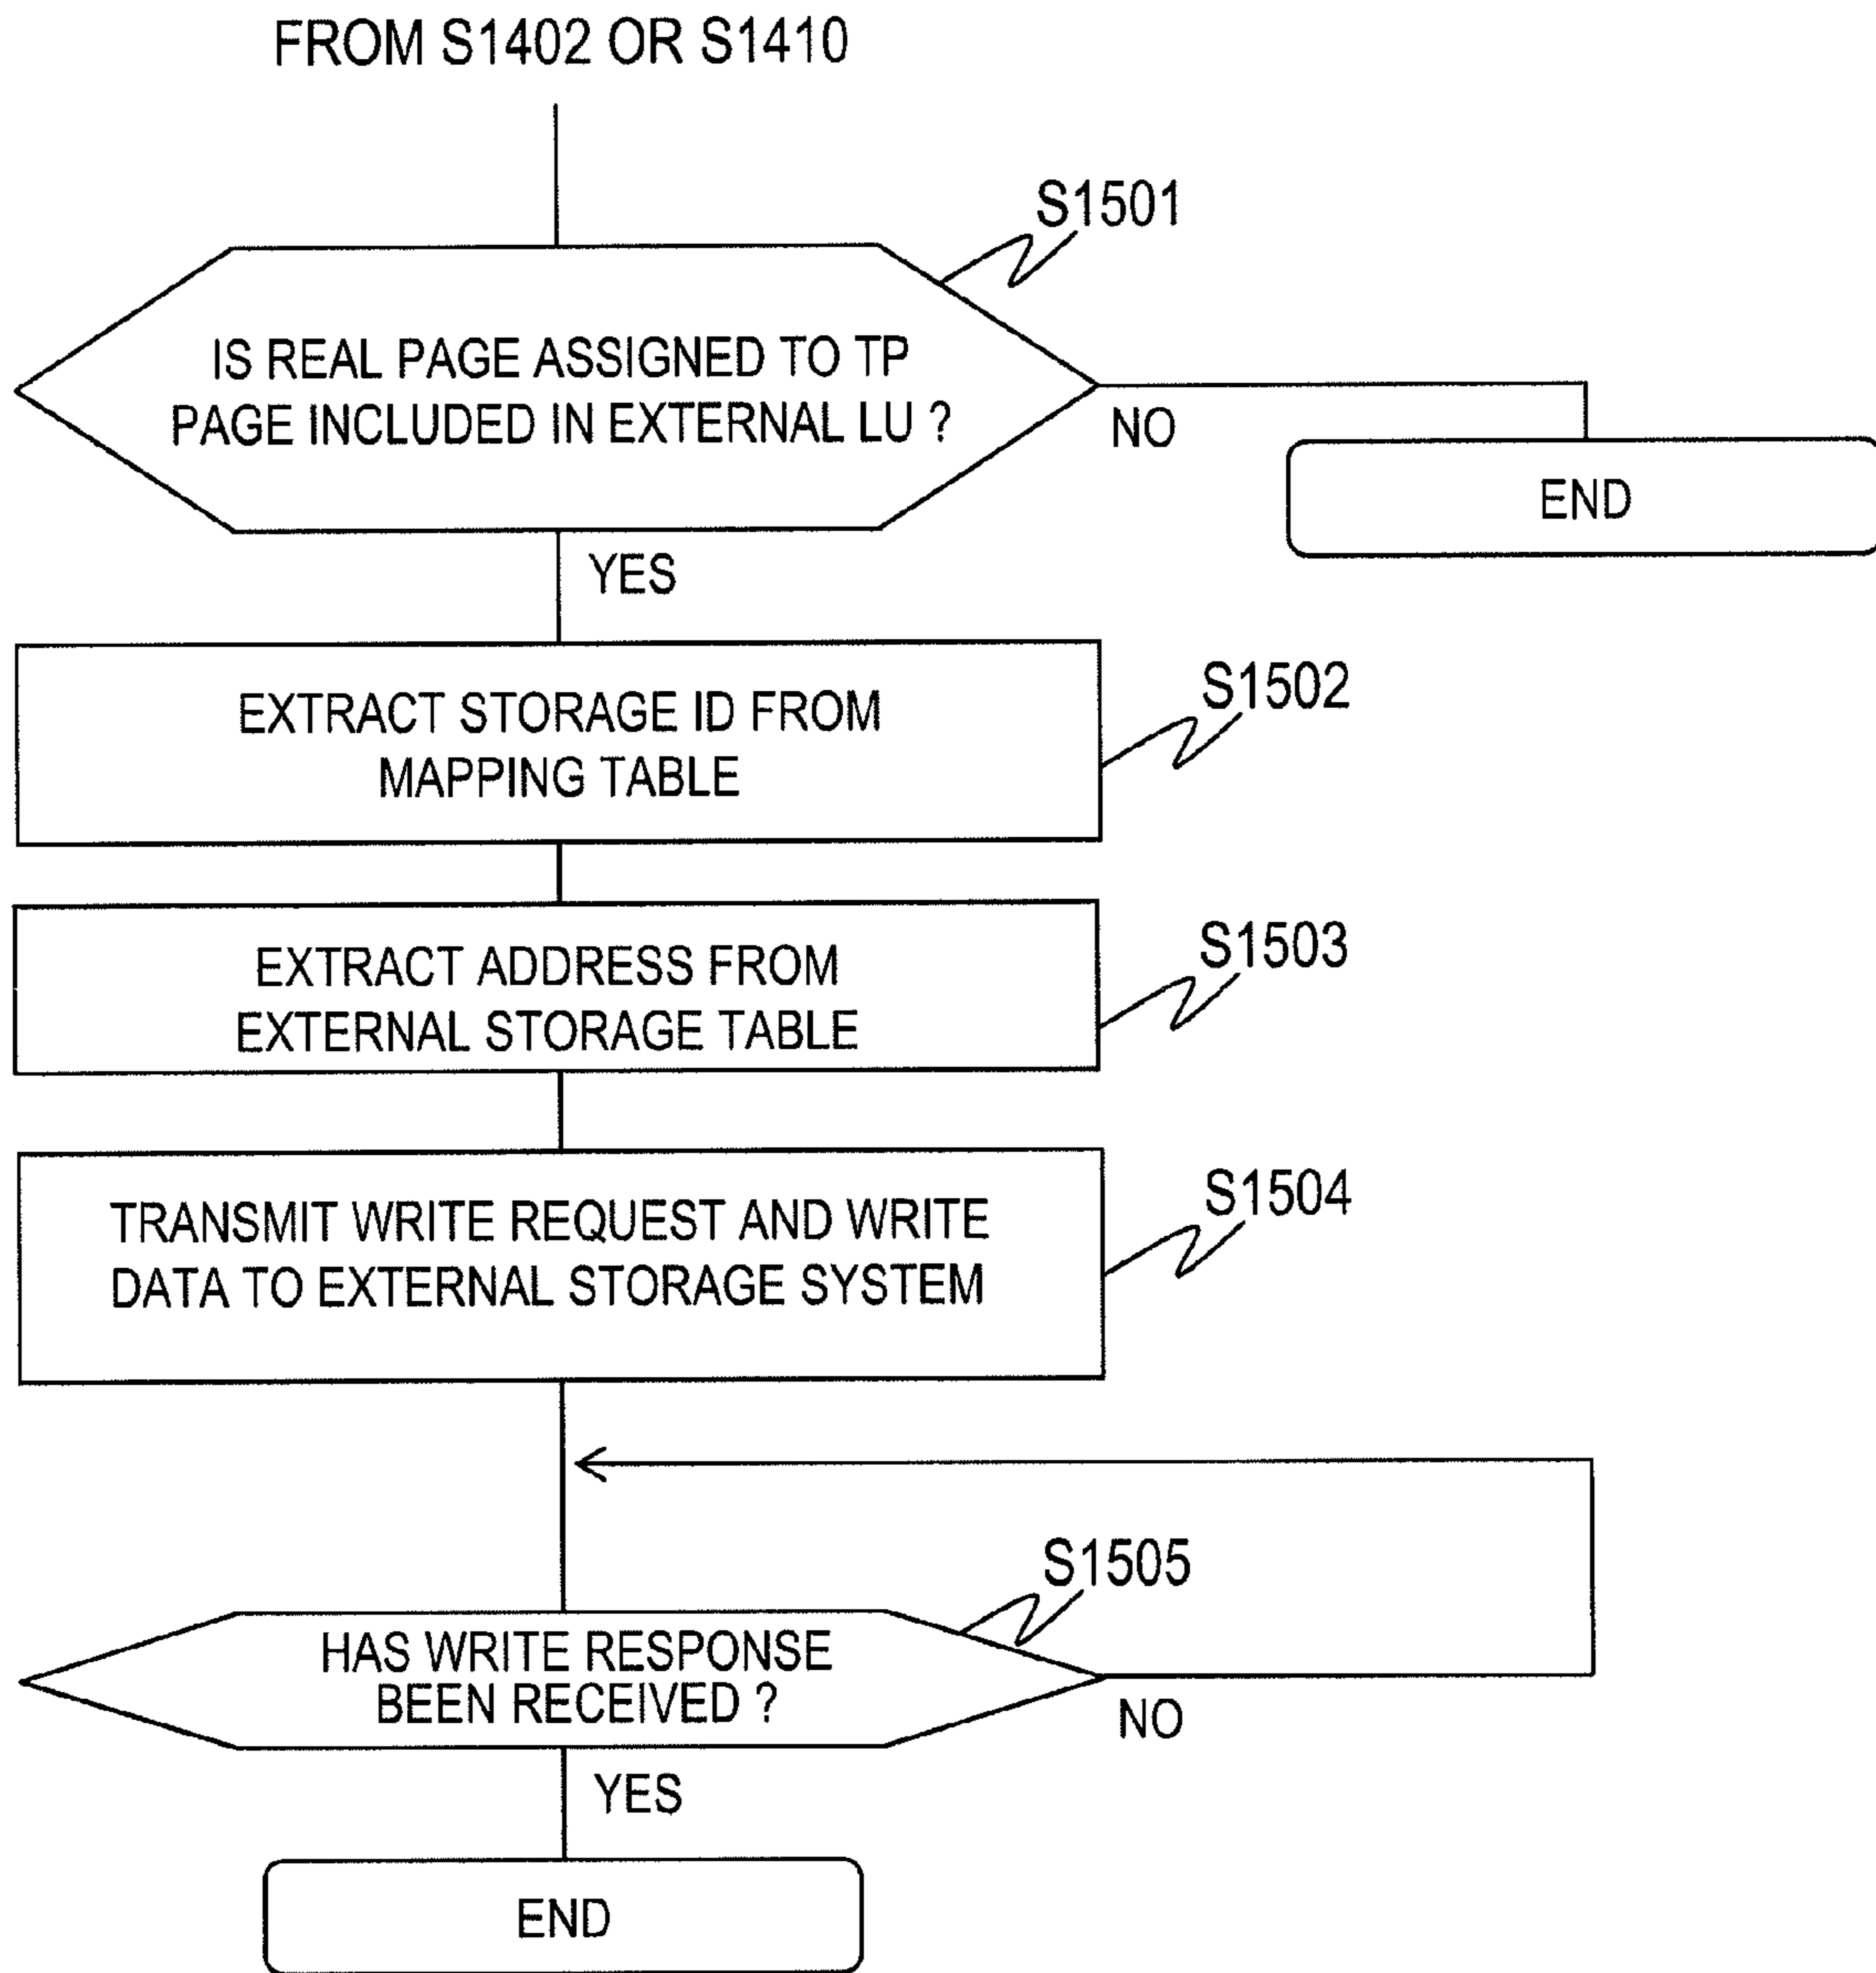 FROM S1402 OR S1410
S1501
IS REAL PAGE ASSIGNED TO TP
PAGE INCLUDED IN EXTERNAL LU ?
NO
END
YES
EXTRACT STORAGE ID FROM
MAPPING TABLE
S1502
EXTRACT ADDRESS FROM
EXTERNAL STORAGE TABLE
S1503
TRANSMIT WRITE REQUEST AND WRITE
DATA TO EXTERNAL STORAGE SYSTEM
S1504
S1505
HAS WRITE RESPONSE
BEEN RECEIVED ?
NO
YES
END